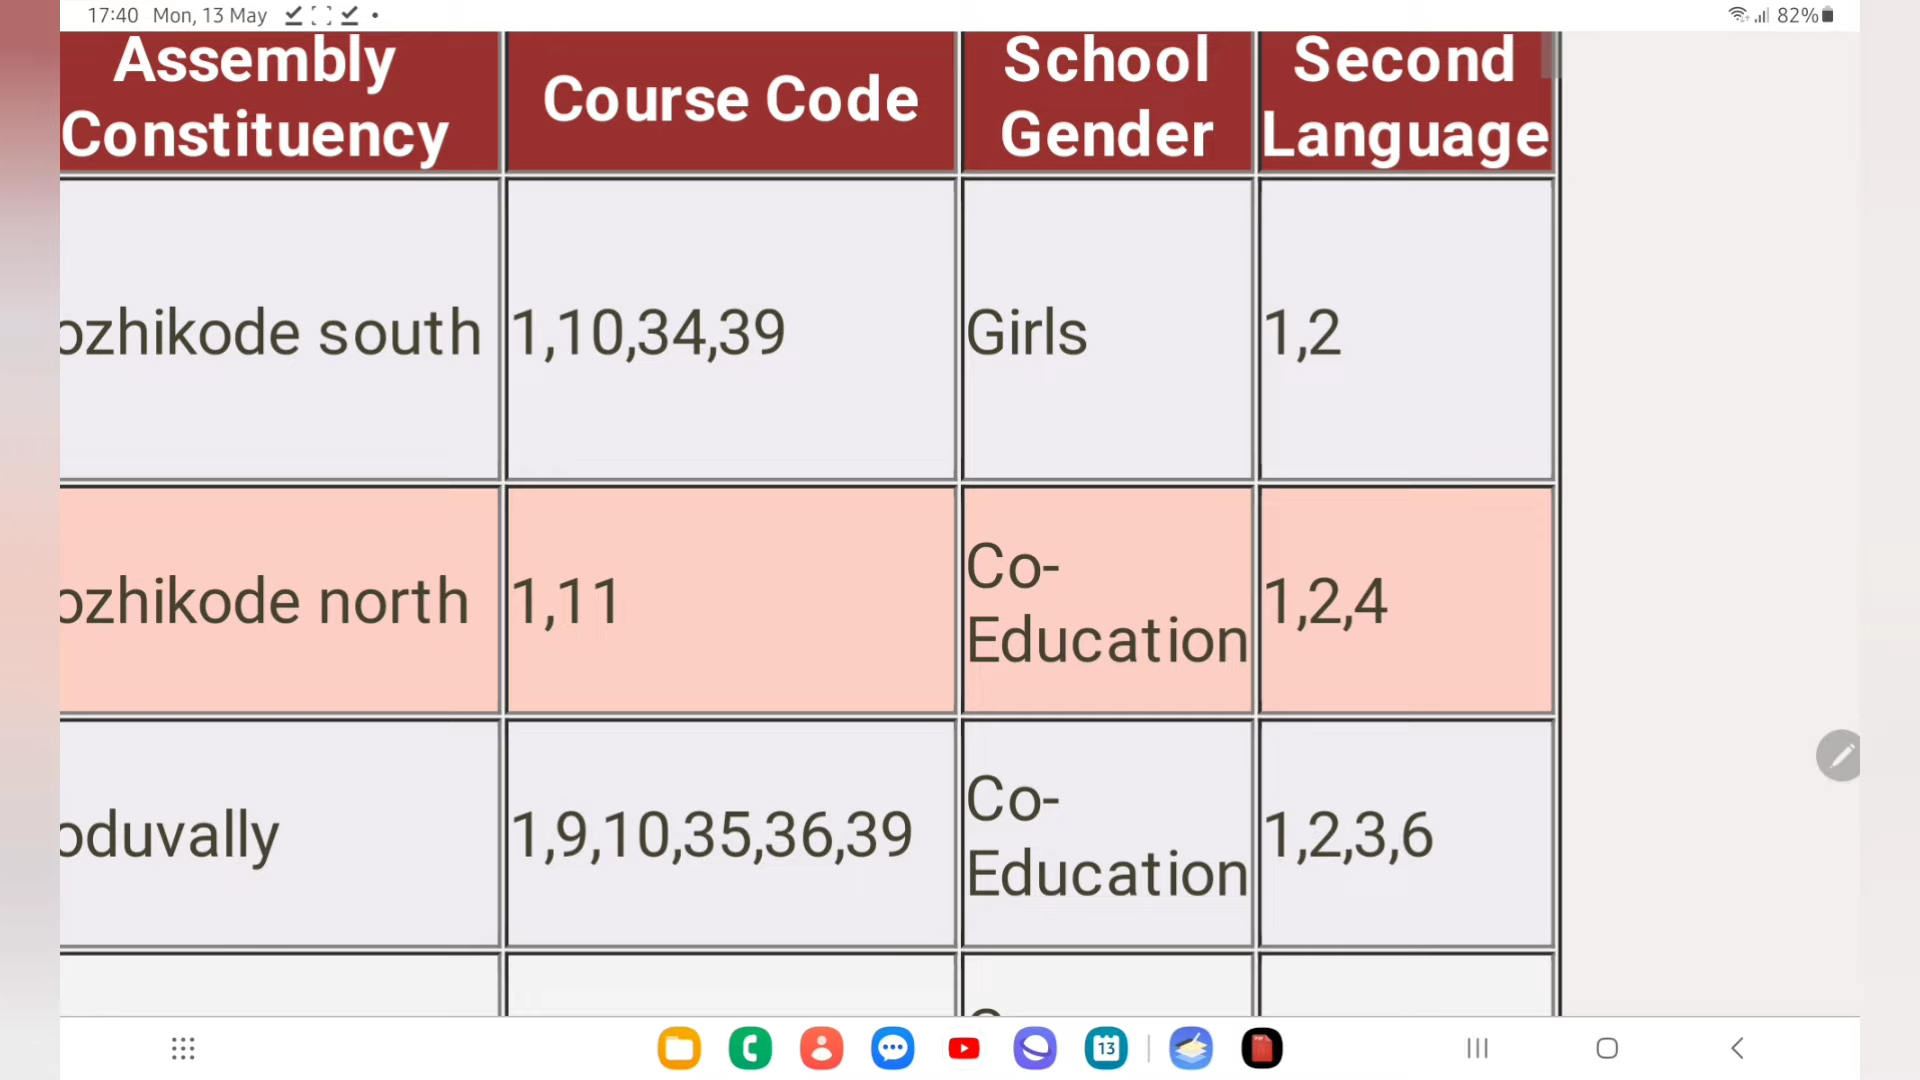 17:40 Mon, 13 May
82%
Assembly
Constituency
Course Code
School
Gender
Second
Language
ozhikode south
1,10,34,39
Girls
1,2
ozhikode north
1,11
Co-
Education
1,2,4
oduvally
1,9,10,35,36,39
Co-
Education
1,2,3,6
13